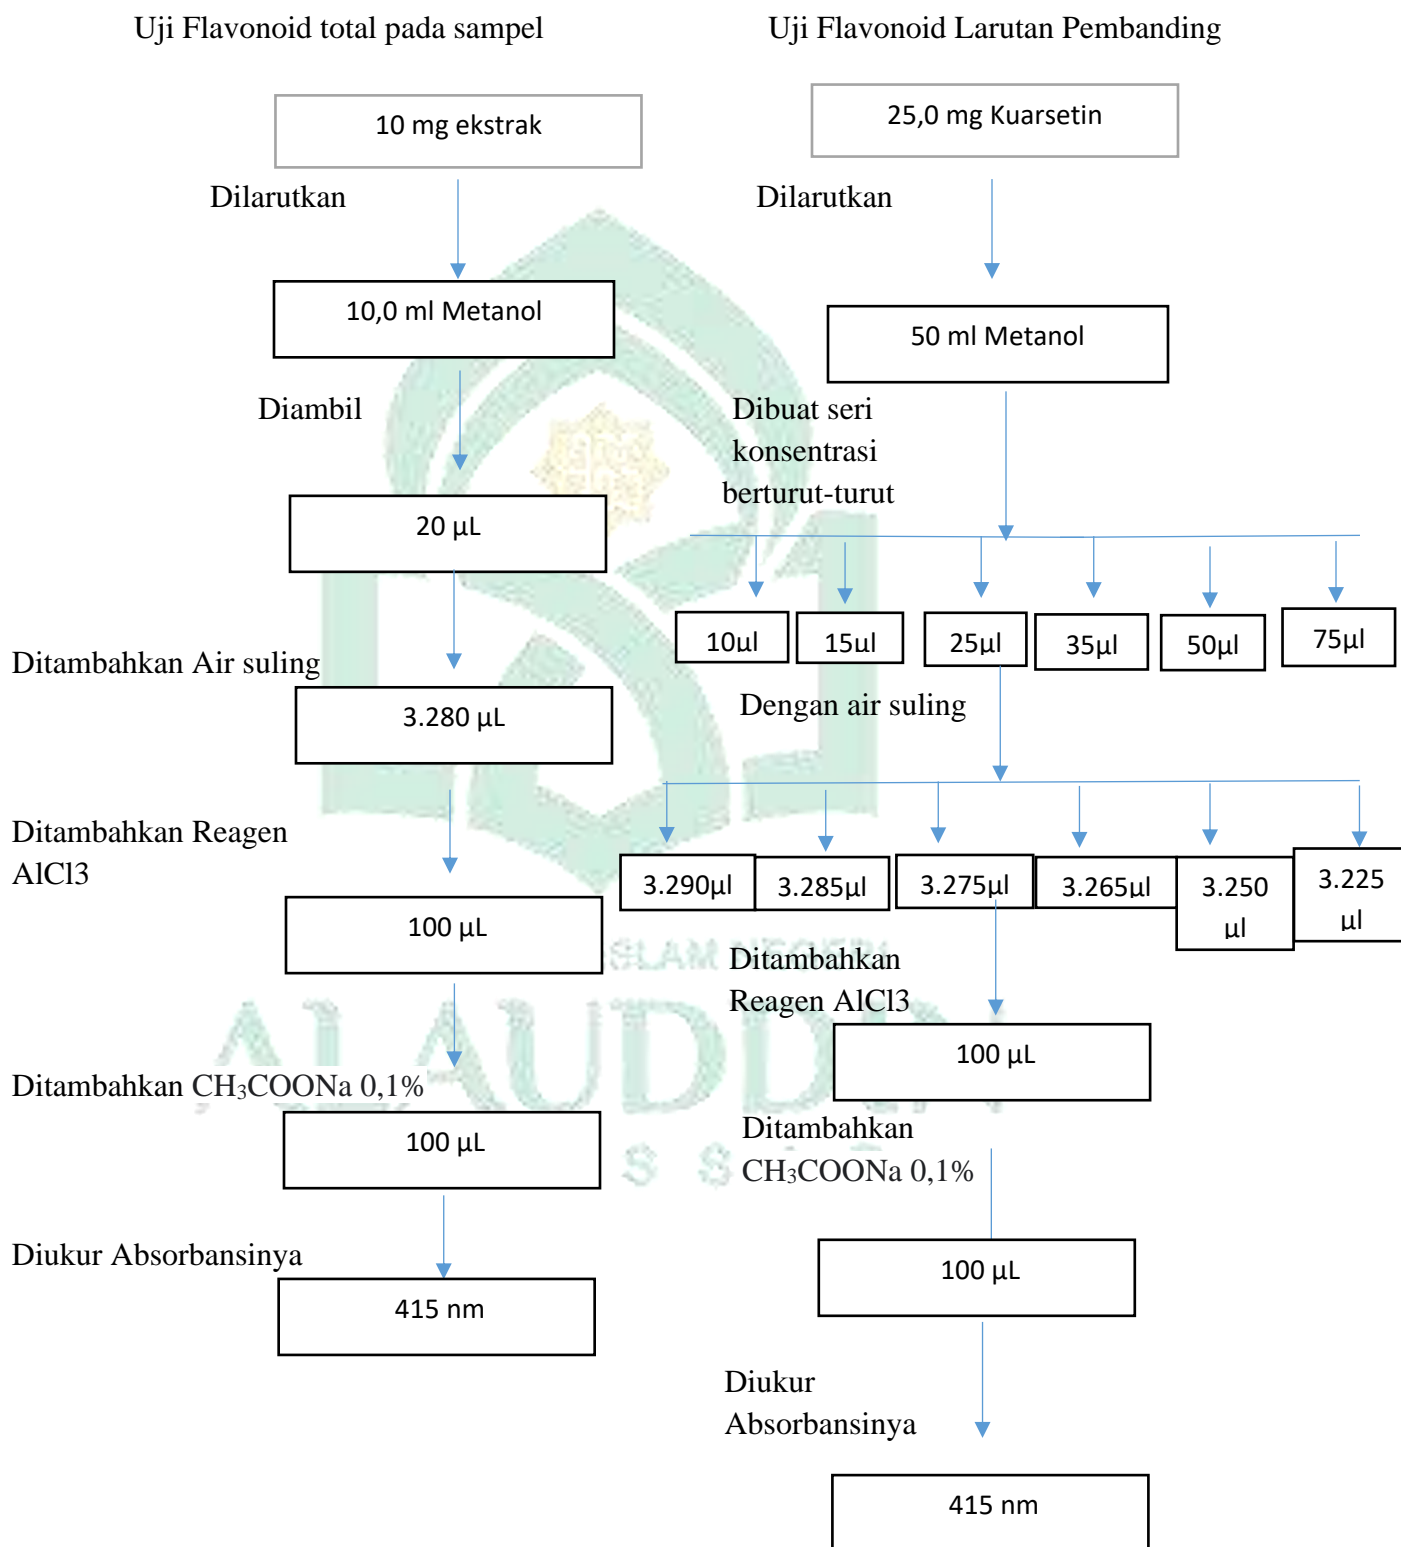 Uji Flavonoid total pada sampel
10 mg ekstrak
Dilarutkan
10,0 ml Metanol
Diambil
20 µL
Ditambahkan Air suling
3.280 µL
Ditambahkan Reagen
AlCl3
100 µL
Ditambahkan CH₃COONa 0,1%
100 µL
Diukur Absorbansinya
415 nm
Uji Flavonoid Larutan Pembanding
25,0 mg Kuarsetin
Dilarutkan
50 ml Metanol
Dibuat seri
konsentrasi
berturut-turut
10µl 15µl 25µl 35µl 50µl 75µl
Dengan air suling
3.290µl 3.285µl 3.275µl 3.265µl 3.250 µl 3.225 µl
Ditambahkan
Reagen AlCl3
100 µL
Ditambahkan
CH₃COONa 0,1%
100 µL
Diukur
Absorbansinya
415 nm